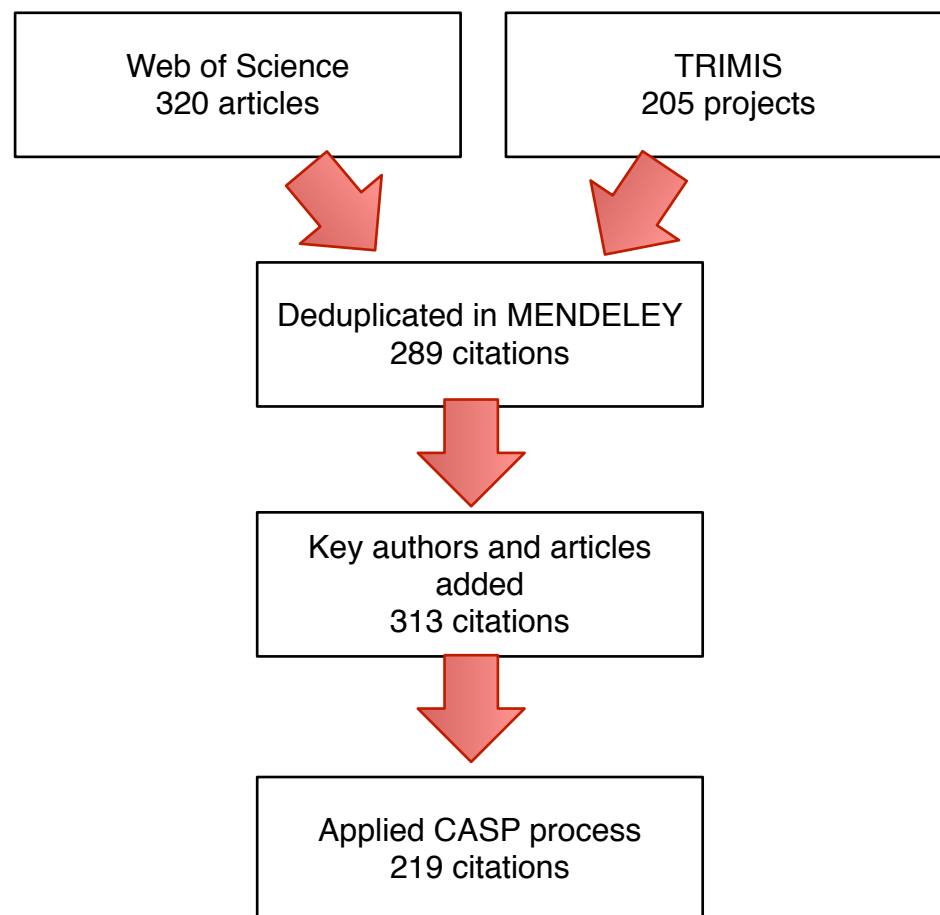 Web of Science
320 articles
TRIMIS
205 projects
Deduplicated in MENDELEY
289 citations
Key authors and articles
added
313 citations
Applied CASP process
219 citations